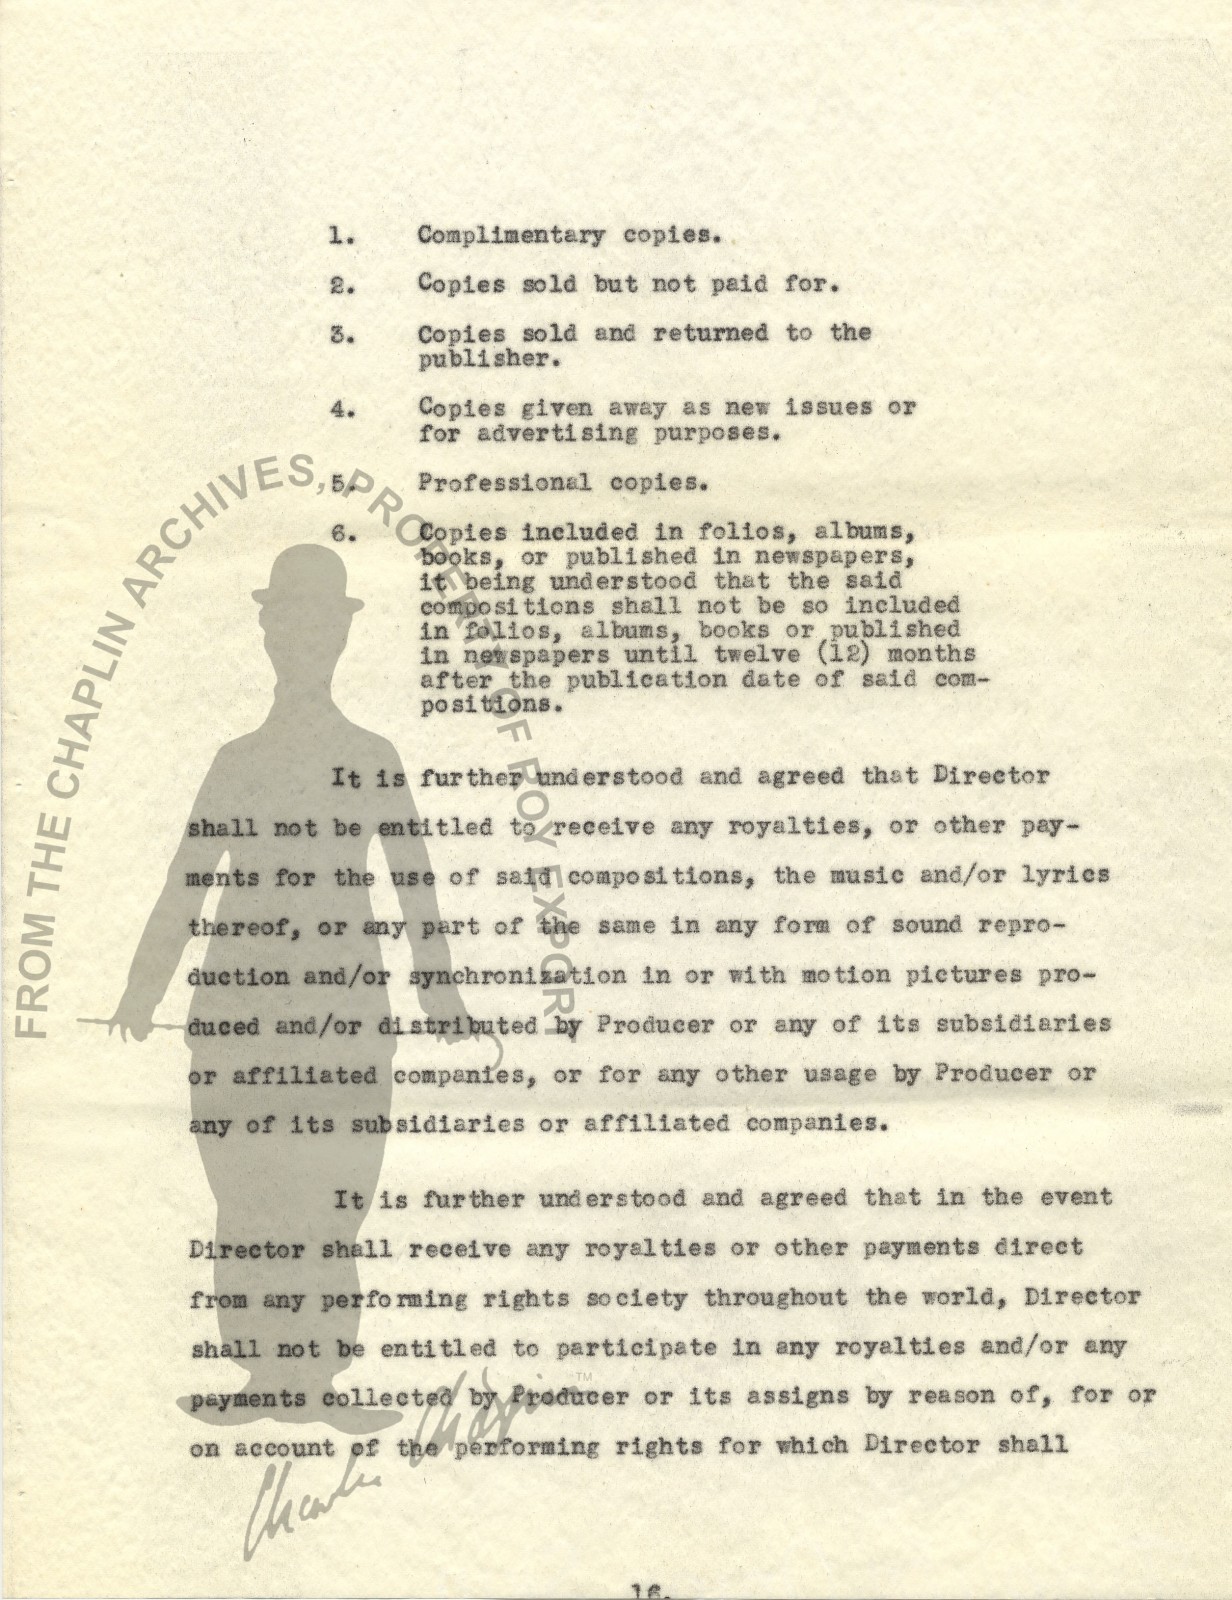 1. Complimentary copies.
2. Copies sold but not paid for.
3. Copies sold and returned to the
publisher.
4. Copies given away as new issues or
for advertising purposes.
5. Professional copies.
6. Copies included in folios, albums,
books, or published in newspapers,
it being understood that the said
compositions shall not be so included
in folios, albums, books or published
in newspapers until twelve (12) months
after the publication date of said com-
positions.
It is further understood and agreed that Director
shall not be entitled to receive any royalties, or other pay-
ments for the use of said compositions, the music and/or lyrics
thereof, or any part of the same in any form of sound repro-
duction and/or synchronization in or with motion pictures pro-
duced and/or distributed by Producer or any of its subsidiaries
or affiliated companies, or for any other usage by Producer or
any of its subsidiaries or affiliated companies.
It is further understood and agreed that in the event
Director shall receive any royalties or other payments direct
from any performing rights society throughout the world, Director
shall not be entitled to participate in any royalties and/or any
payments collected by Producer or its assigns by reason of, for or
on account of the performing rights for which Director shall
16.
FROM THE CHAPLIN ARCHIVES, PROPERTY OF ROY EXPORT
Charlie Chaplin
TM